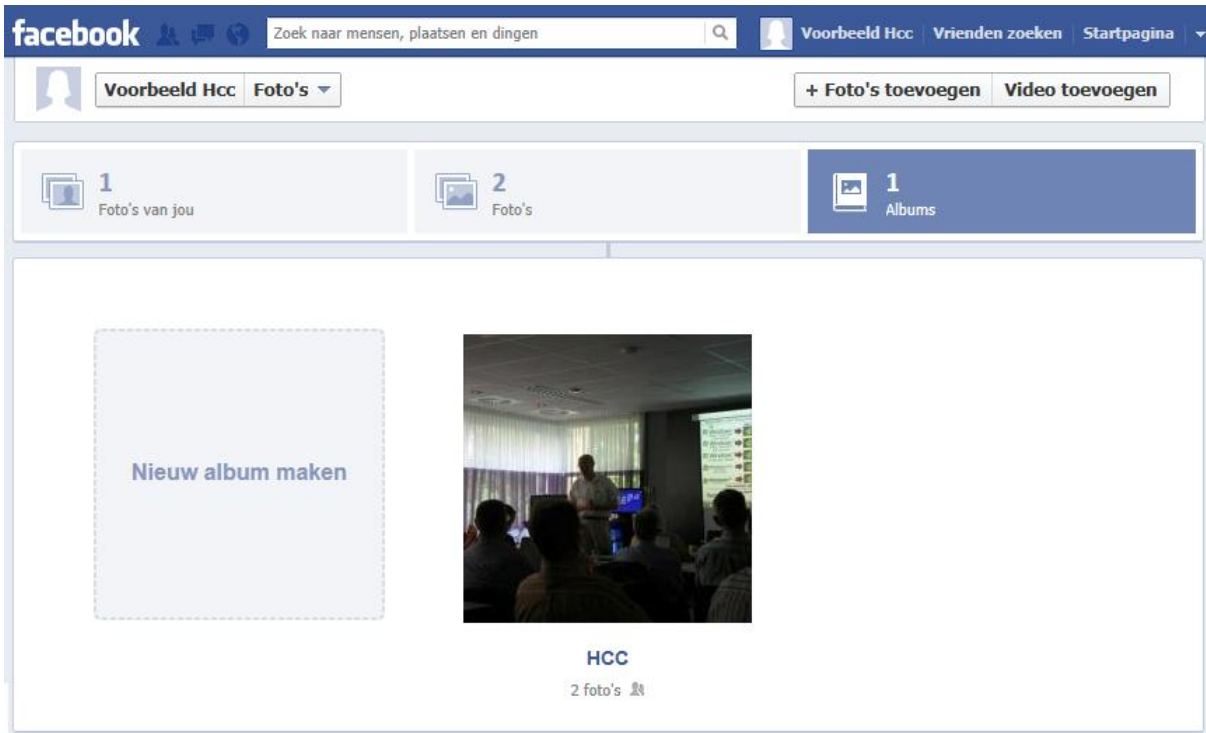 facebook Zoek naar mensen, plaatsen en dingen Voorbeeld Hcc Vrienden zoeken Startpagina
Voorbeeld Hcc Foto's + Foto's toevoegen Video toevoegen
1
Foto's van jou
2
Foto's
1
Albums
Nieuw album maken
HCC
2 foto's